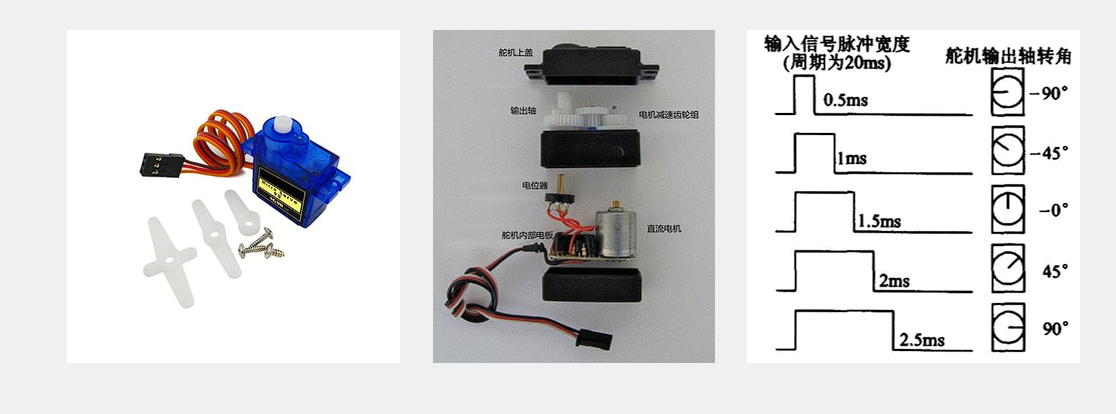 舵机上盖
输出轴
电机减速齿轮组
电位器
直流电机
舵机内部电板
输入信号脉冲宽度
(周期为20ms)
舵机输出轴转角
0.5ms
-90°
1ms
-45°
1.5ms
-0°
2ms
45°
2.5ms
90°